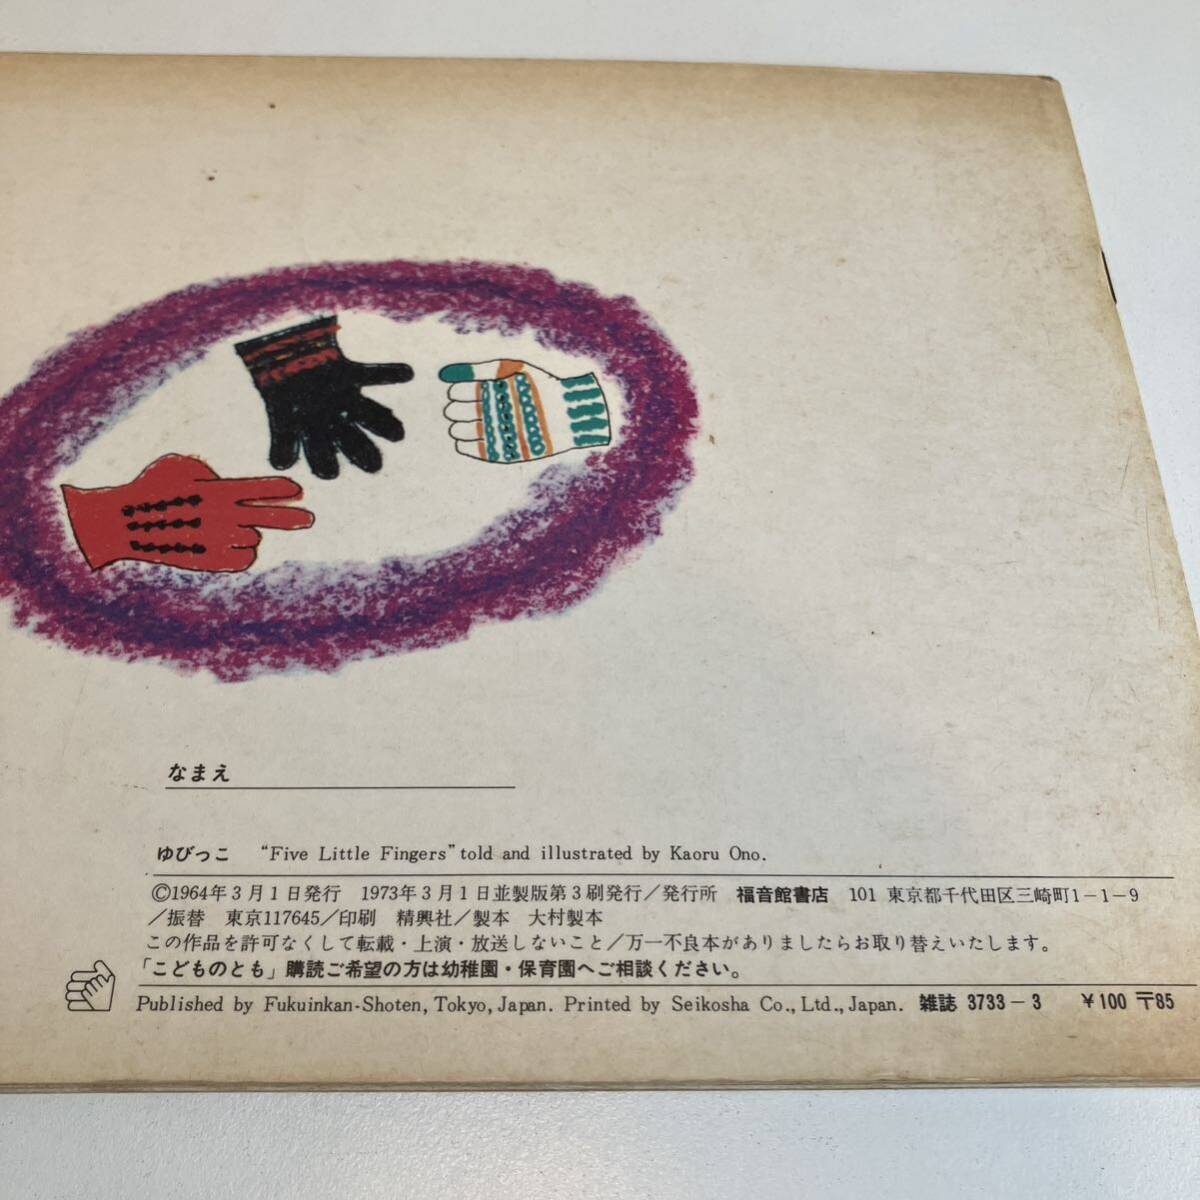 なまえ
ゆびっこ “Five Little Fingers” told and illustrated by Kaoru Ono.
©1964年3月1日発行 1973年3月1日並製版第3刷発行／発行所 福音館書店 101 東京都千代田区三崎町1－1－9
／振替 東京117645／印刷 精興社／製本 大村製本
この作品を許可なくして転載・上演・放送しないこと／万一不良本がありましたらお取り替えいたします。
「こどものとも」購読ご希望の方は幼稚園・保育園へご相談ください。
Published by Fukuinkan-Shoten, Tokyo, Japan. Printed by Seikosha Co., Ltd., Japan. 雑誌 3733－3 ￥100 〒85